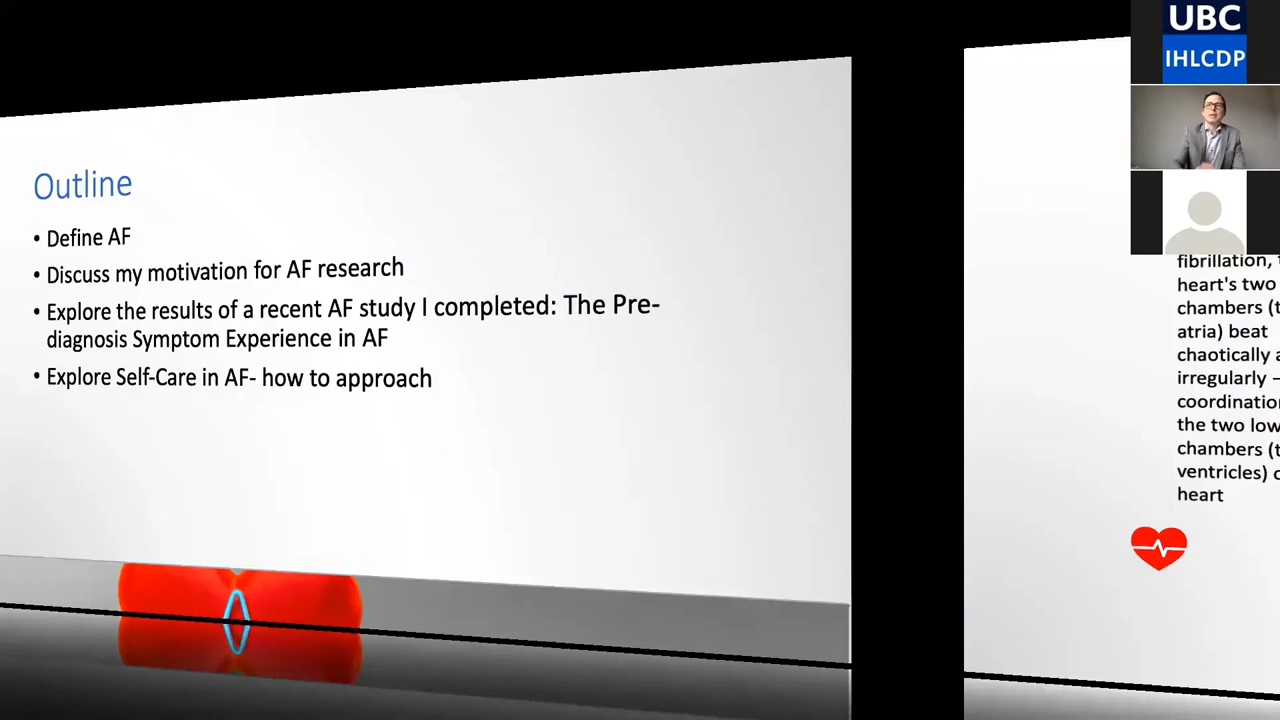 UBC
IHLCDP
Outline
• Define AF
• Discuss my motivation for AF research
• Explore the results of a recent AF study I completed: The Pre-
diagnosis Symptom Experience in AF
• Explore Self-Care in AF- how to approach
fibrillation,
heart's two
chambers
atria) beat
chaotically
irregularly –
the two
chambers
ventricles)
heart